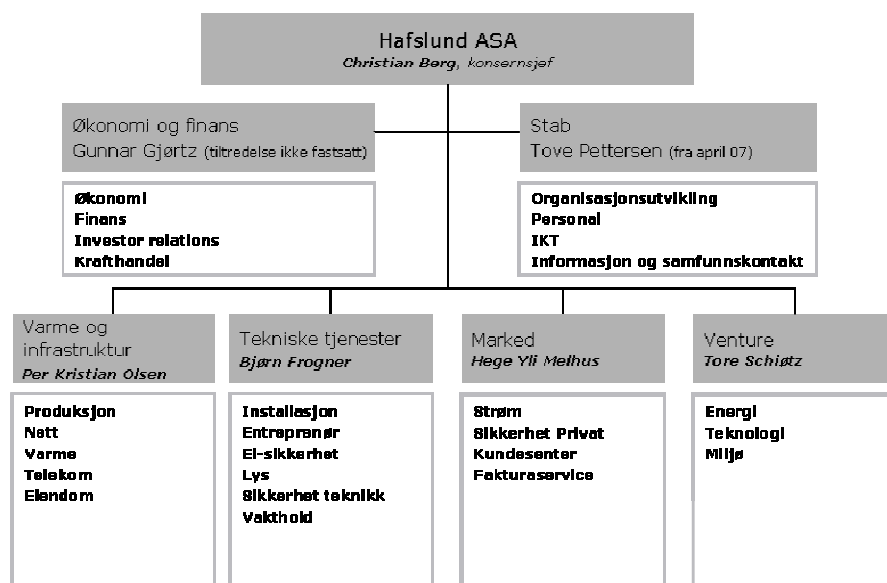 Hafslund ASA
Christian Berg, konsernsjef
Økonomi og finans
Gunnar Gjørtz (tiltredelse ikke fastsatt)
Økonomi
Finans
Investor relations
Krafthandel
Stab
Tove Pettersen (fra april 07)
Organisasjonsutvikling
Personal
IKT
Informasjon og samfunnskontakt
Varme og
infrastruktur
Per Kristian Olsen
Produksjon
Nett
Varme
Telekom
Eiendom
Tekniske tjenester
Bjørn Frogner
Installasjon
Entreprenør
El-sikkerhet
Lys
Sikkerhet teknikk
Vakthold
Marked
Hege Yli Melhus
Strøm
Sikkerhet Privat
Kundesenter
Fakturaservice
Venture
Tore Schiøtz
Energi
Teknologi
Miljø